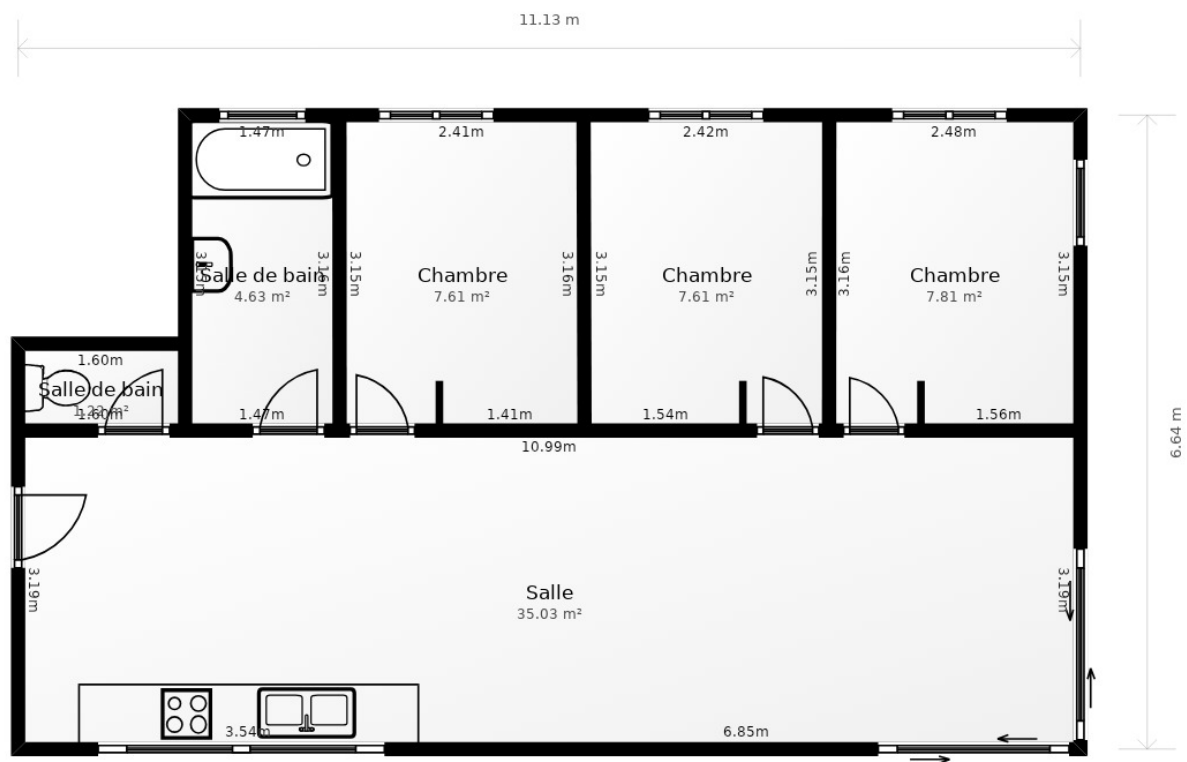 11.13 m
1.47m
2.41m
2.42m
2.48m
3.16m
3.15m
3.16m
3.15m
3.15m
3.16m
3.15m
Salle de bain
4.63 m²
Chambre
7.61 m²
Chambre
7.61 m²
Chambre
7.81 m²
1.60m
Salle de bain
1.60m
1.47m
1.41m
1.54m
1.56m
10.99m
6.64 m
3.19m
3.19m
Salle
35.03 m²
3.54m
6.85m